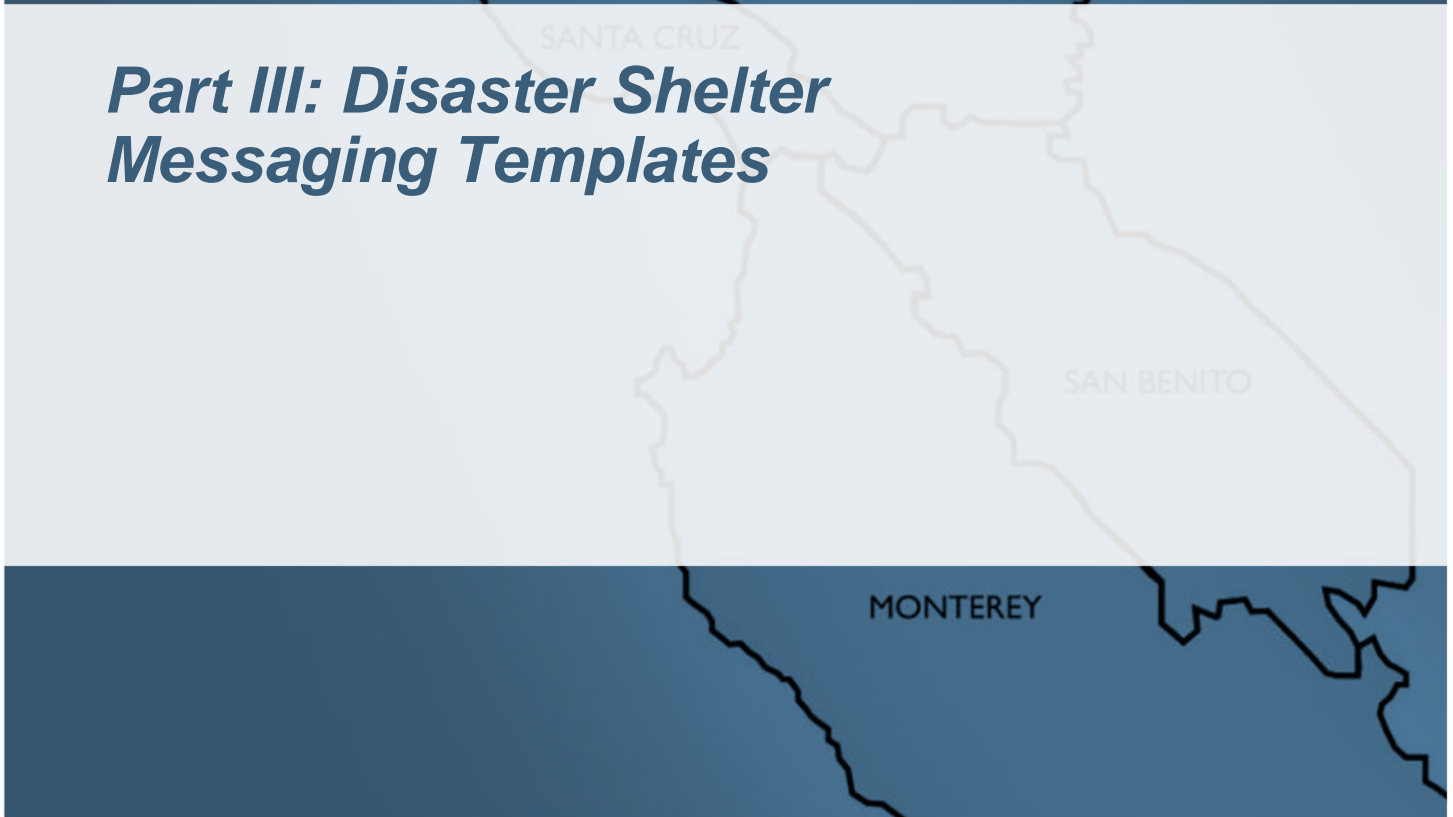 SANTA CRUZ
Part III: Disaster Shelter
Messaging Templates
SAN BENITO
MONTEREY